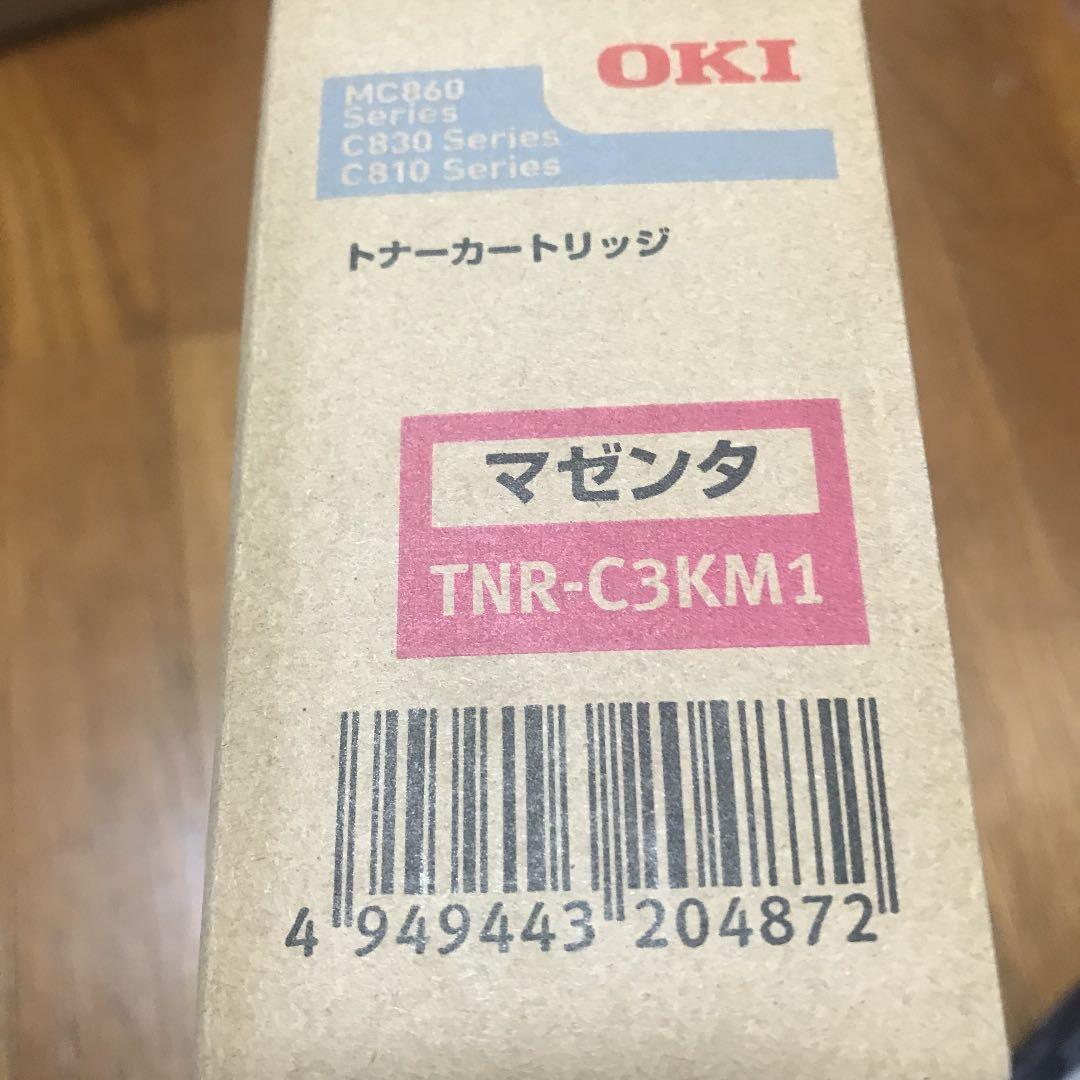 OKI
MC860
Series
C830 Series
C810 Series
トナーカートリッジ
マゼンタ
TNR-C3KM1
4 949443 204872